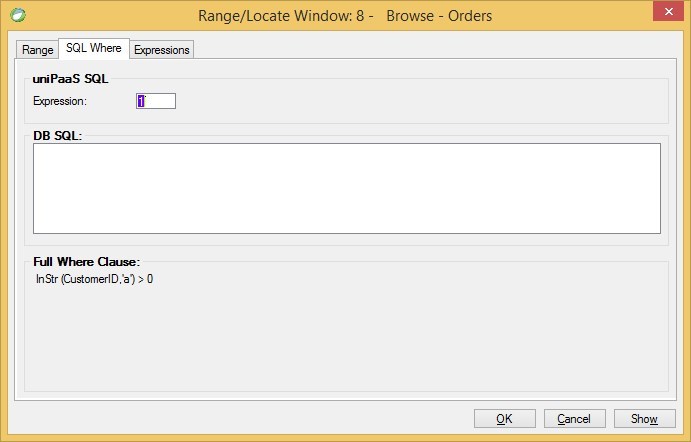 Range/Locate Window: 8 - Browse - Orders
Range SQL Where Expressions
uniPaaS SQL
Expression: 1
DB SQL:
Full Where Clause:
InStr (CustomerID,'a') > 0
OK Cancel Show